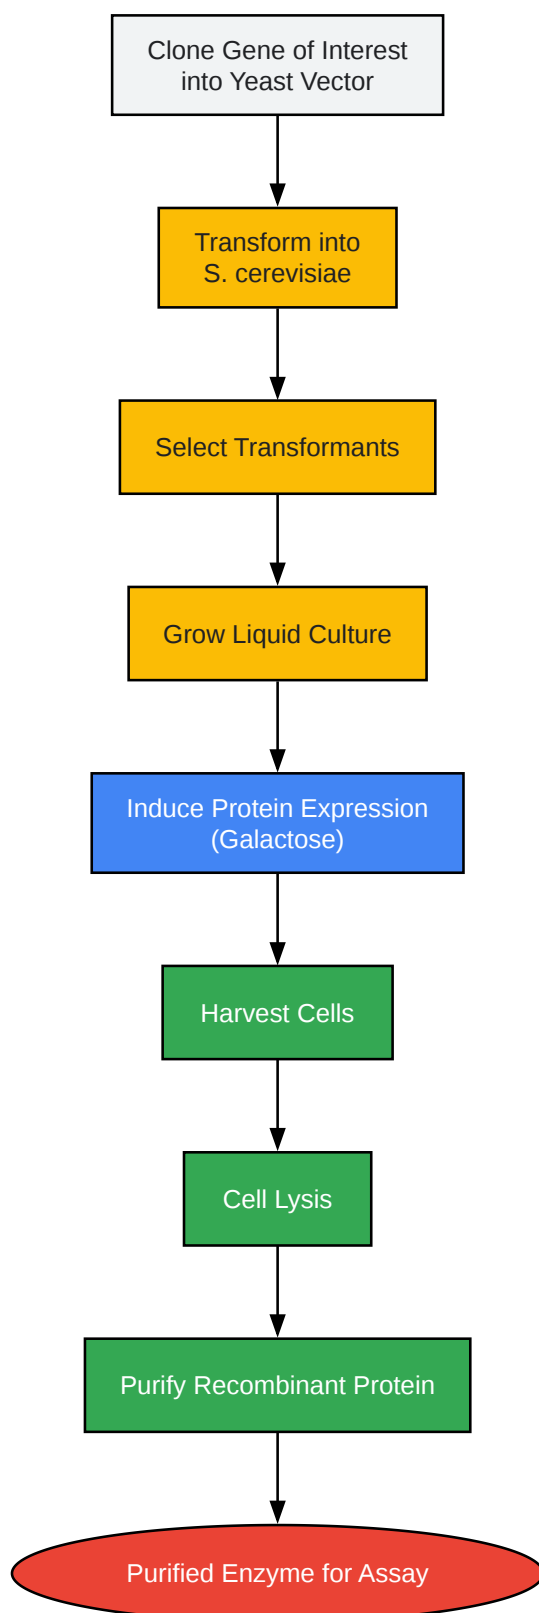 Clone Gene of Interest
into Yeast Vector
Transform into
S. cerevisiae
Select Transformants
Grow Liquid Culture
Induce Protein Expression
(Galactose)
Harvest Cells
Cell Lysis
Purify Recombinant Protein
Purified Enzyme for Assay